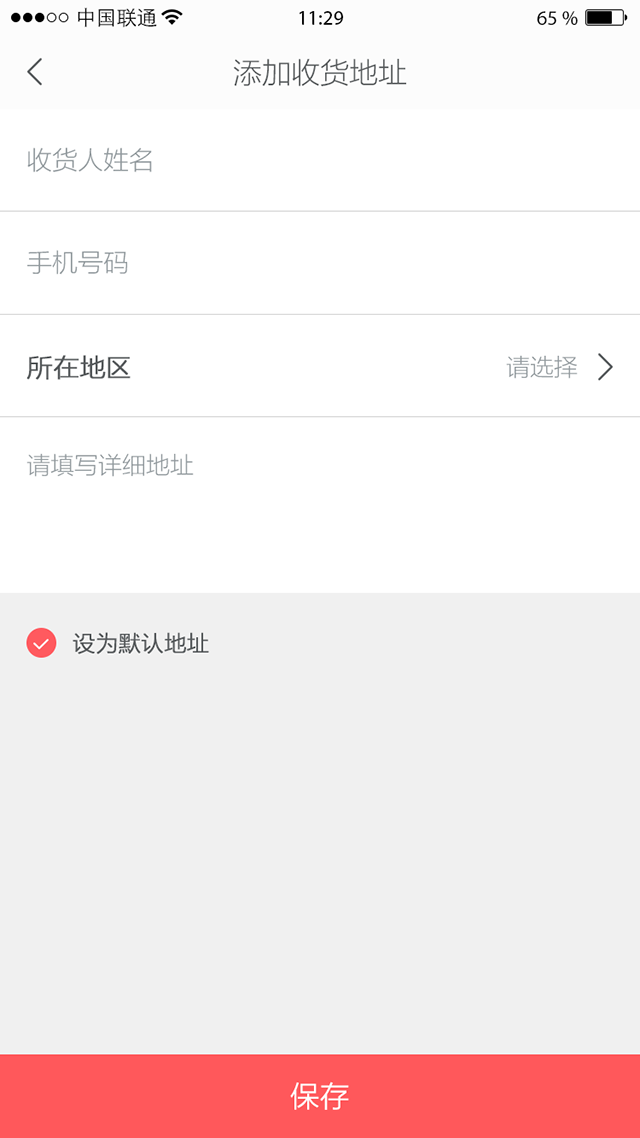 中国联通 11:29 65 %
添加收货地址
收货人姓名
手机号码
所在地区 请选择
请填写详细地址
设为默认地址
保存